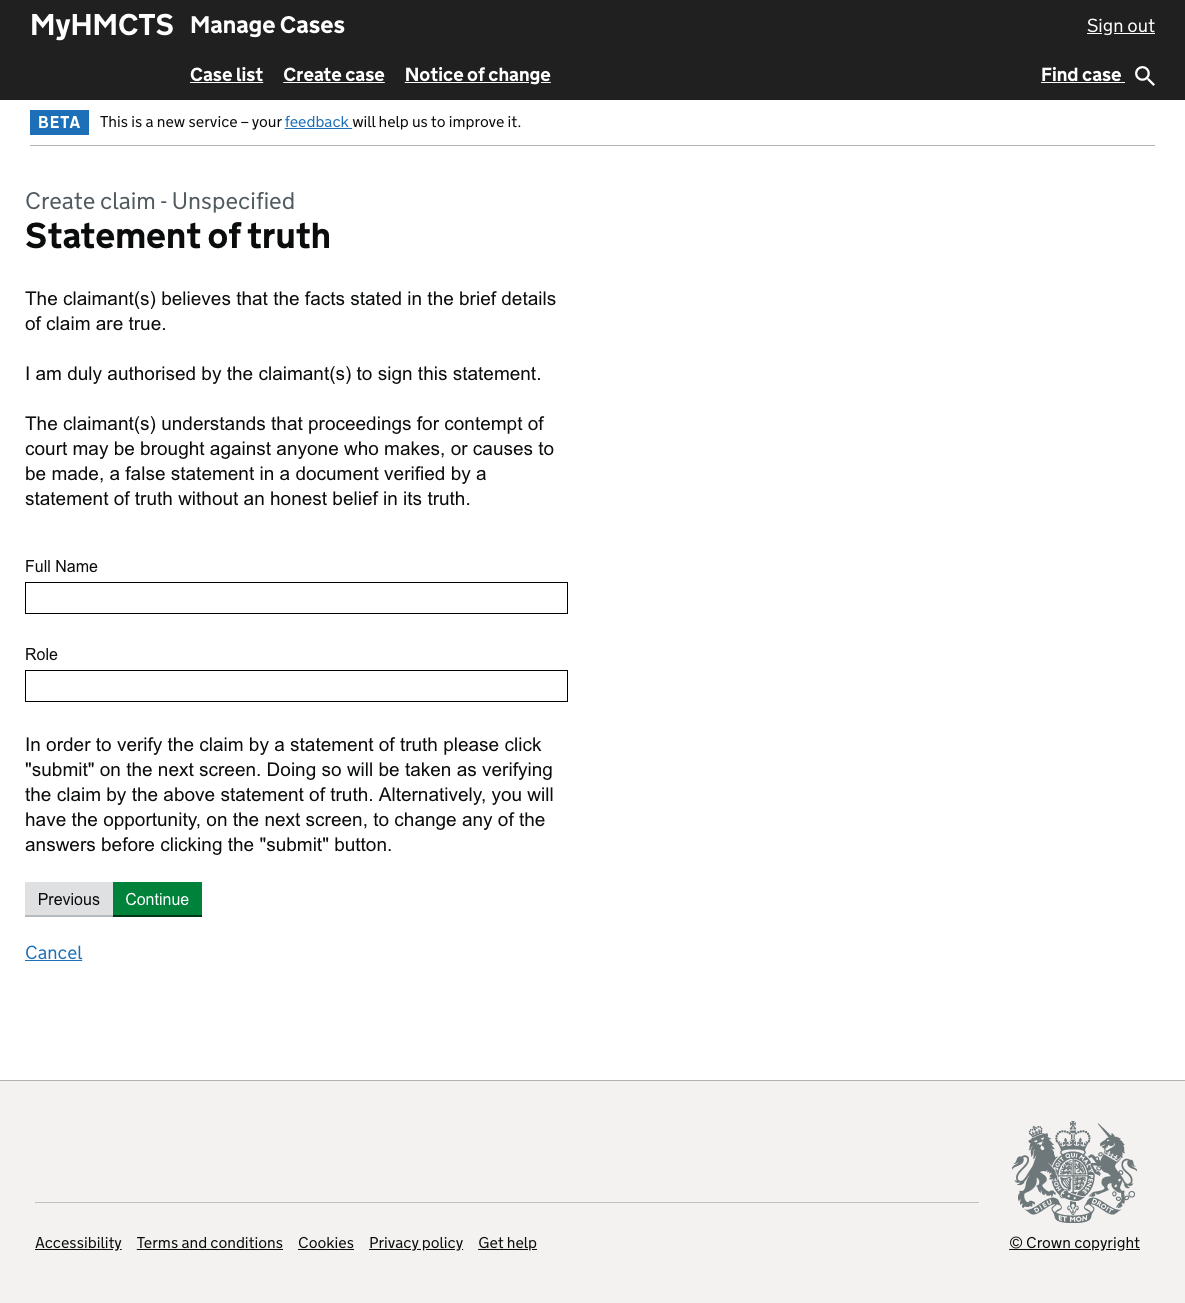 MyHMCTS Manage Cases Sign out
Case list Create case Notice of change Find case
BETA This is a new service – your feedback will help us to improve it.
Create claim - Unspecified
Statement of truth
The claimant(s) believes that the facts stated in the brief details
of claim are true.
I am duly authorised by the claimant(s) to sign this statement.
The claimant(s) understands that proceedings for contempt of
court may be brought against anyone who makes, or causes to
be made, a false statement in a document verified by a
statement of truth without an honest belief in its truth.
Full Name
Role
In order to verify the claim by a statement of truth please click
"submit" on the next screen. Doing so will be taken as verifying
the claim by the above statement of truth. Alternatively, you will
have the opportunity, on the next screen, to change any of the
answers before clicking the "submit" button.
Previous Continue
Cancel
DIEU ET MON DROIT
Accessibility Terms and conditions Cookies Privacy policy Get help © Crown copyright